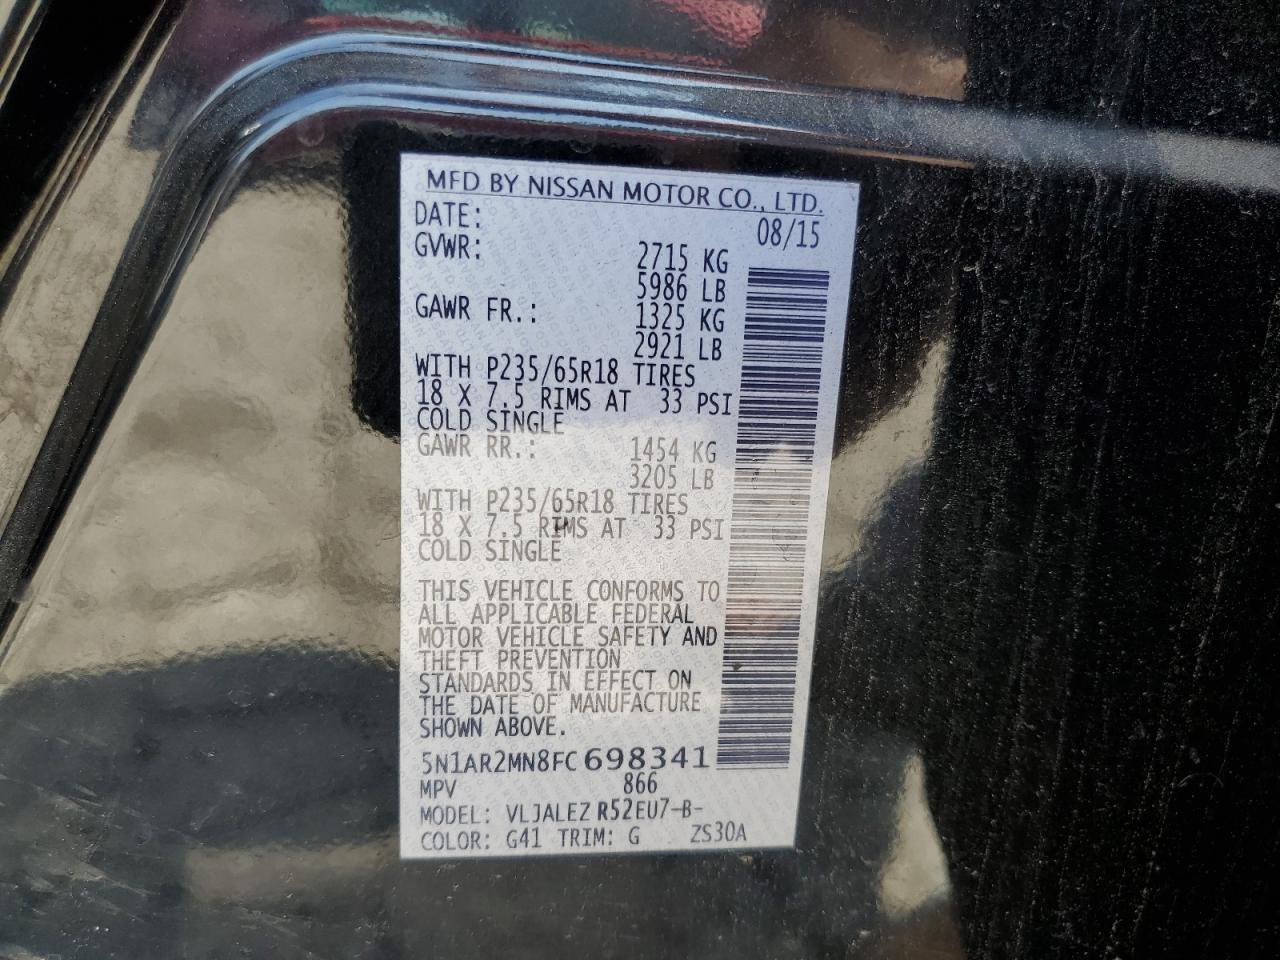 MFD BY NISSAN MOTOR CO., LTD.
DATE: 08/15
GVWR: 2715 KG
5986 LB
GAWR FR.: 1325 KG
2921 LB
WITH P235/65R18 TIRES
18 X 7.5 RIMS AT 33 PSI
COLD SINGLE
GAWR RR.: 1454 KG
3205 LB
WITH P235/65R18 TIRES
18 X 7.5 RIMS AT 33 PSI
COLD SINGLE
THIS VEHICLE CONFORMS TO
ALL APPLICABLE FEDERAL
MOTOR VEHICLE SAFETY AND
THEFT PREVENTION
STANDARDS IN EFFECT ON
THE DATE OF MANUFACTURE
SHOWN ABOVE.
5N1AR2MN8FC698341
MPV 866
MODEL: VLJALEZ R52EU7-B-
COLOR: G41 TRIM: G ZS30A